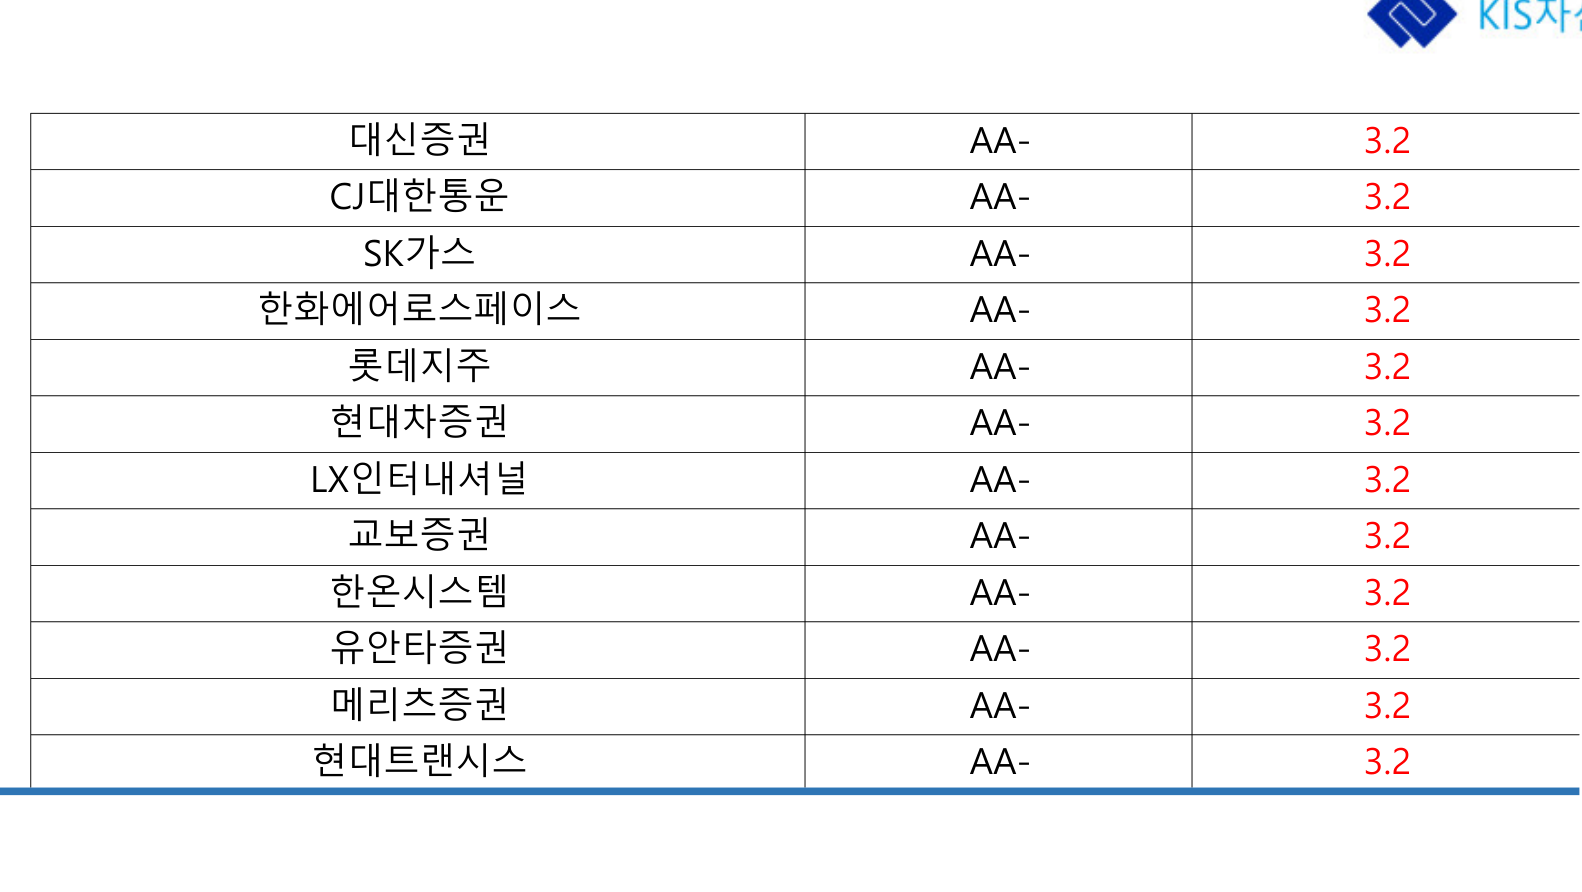 KIS자
대신증권 AA- 3.2
CJ대한통운 AA- 3.2
SK가스 AA- 3.2
한화에어로스페이스 AA- 3.2
롯데지주 AA- 3.2
현대차증권 AA- 3.2
LX인터내셔널 AA- 3.2
교보증권 AA- 3.2
한온시스템 AA- 3.2
유안타증권 AA- 3.2
메리츠증권 AA- 3.2
현대트랜시스 AA- 3.2